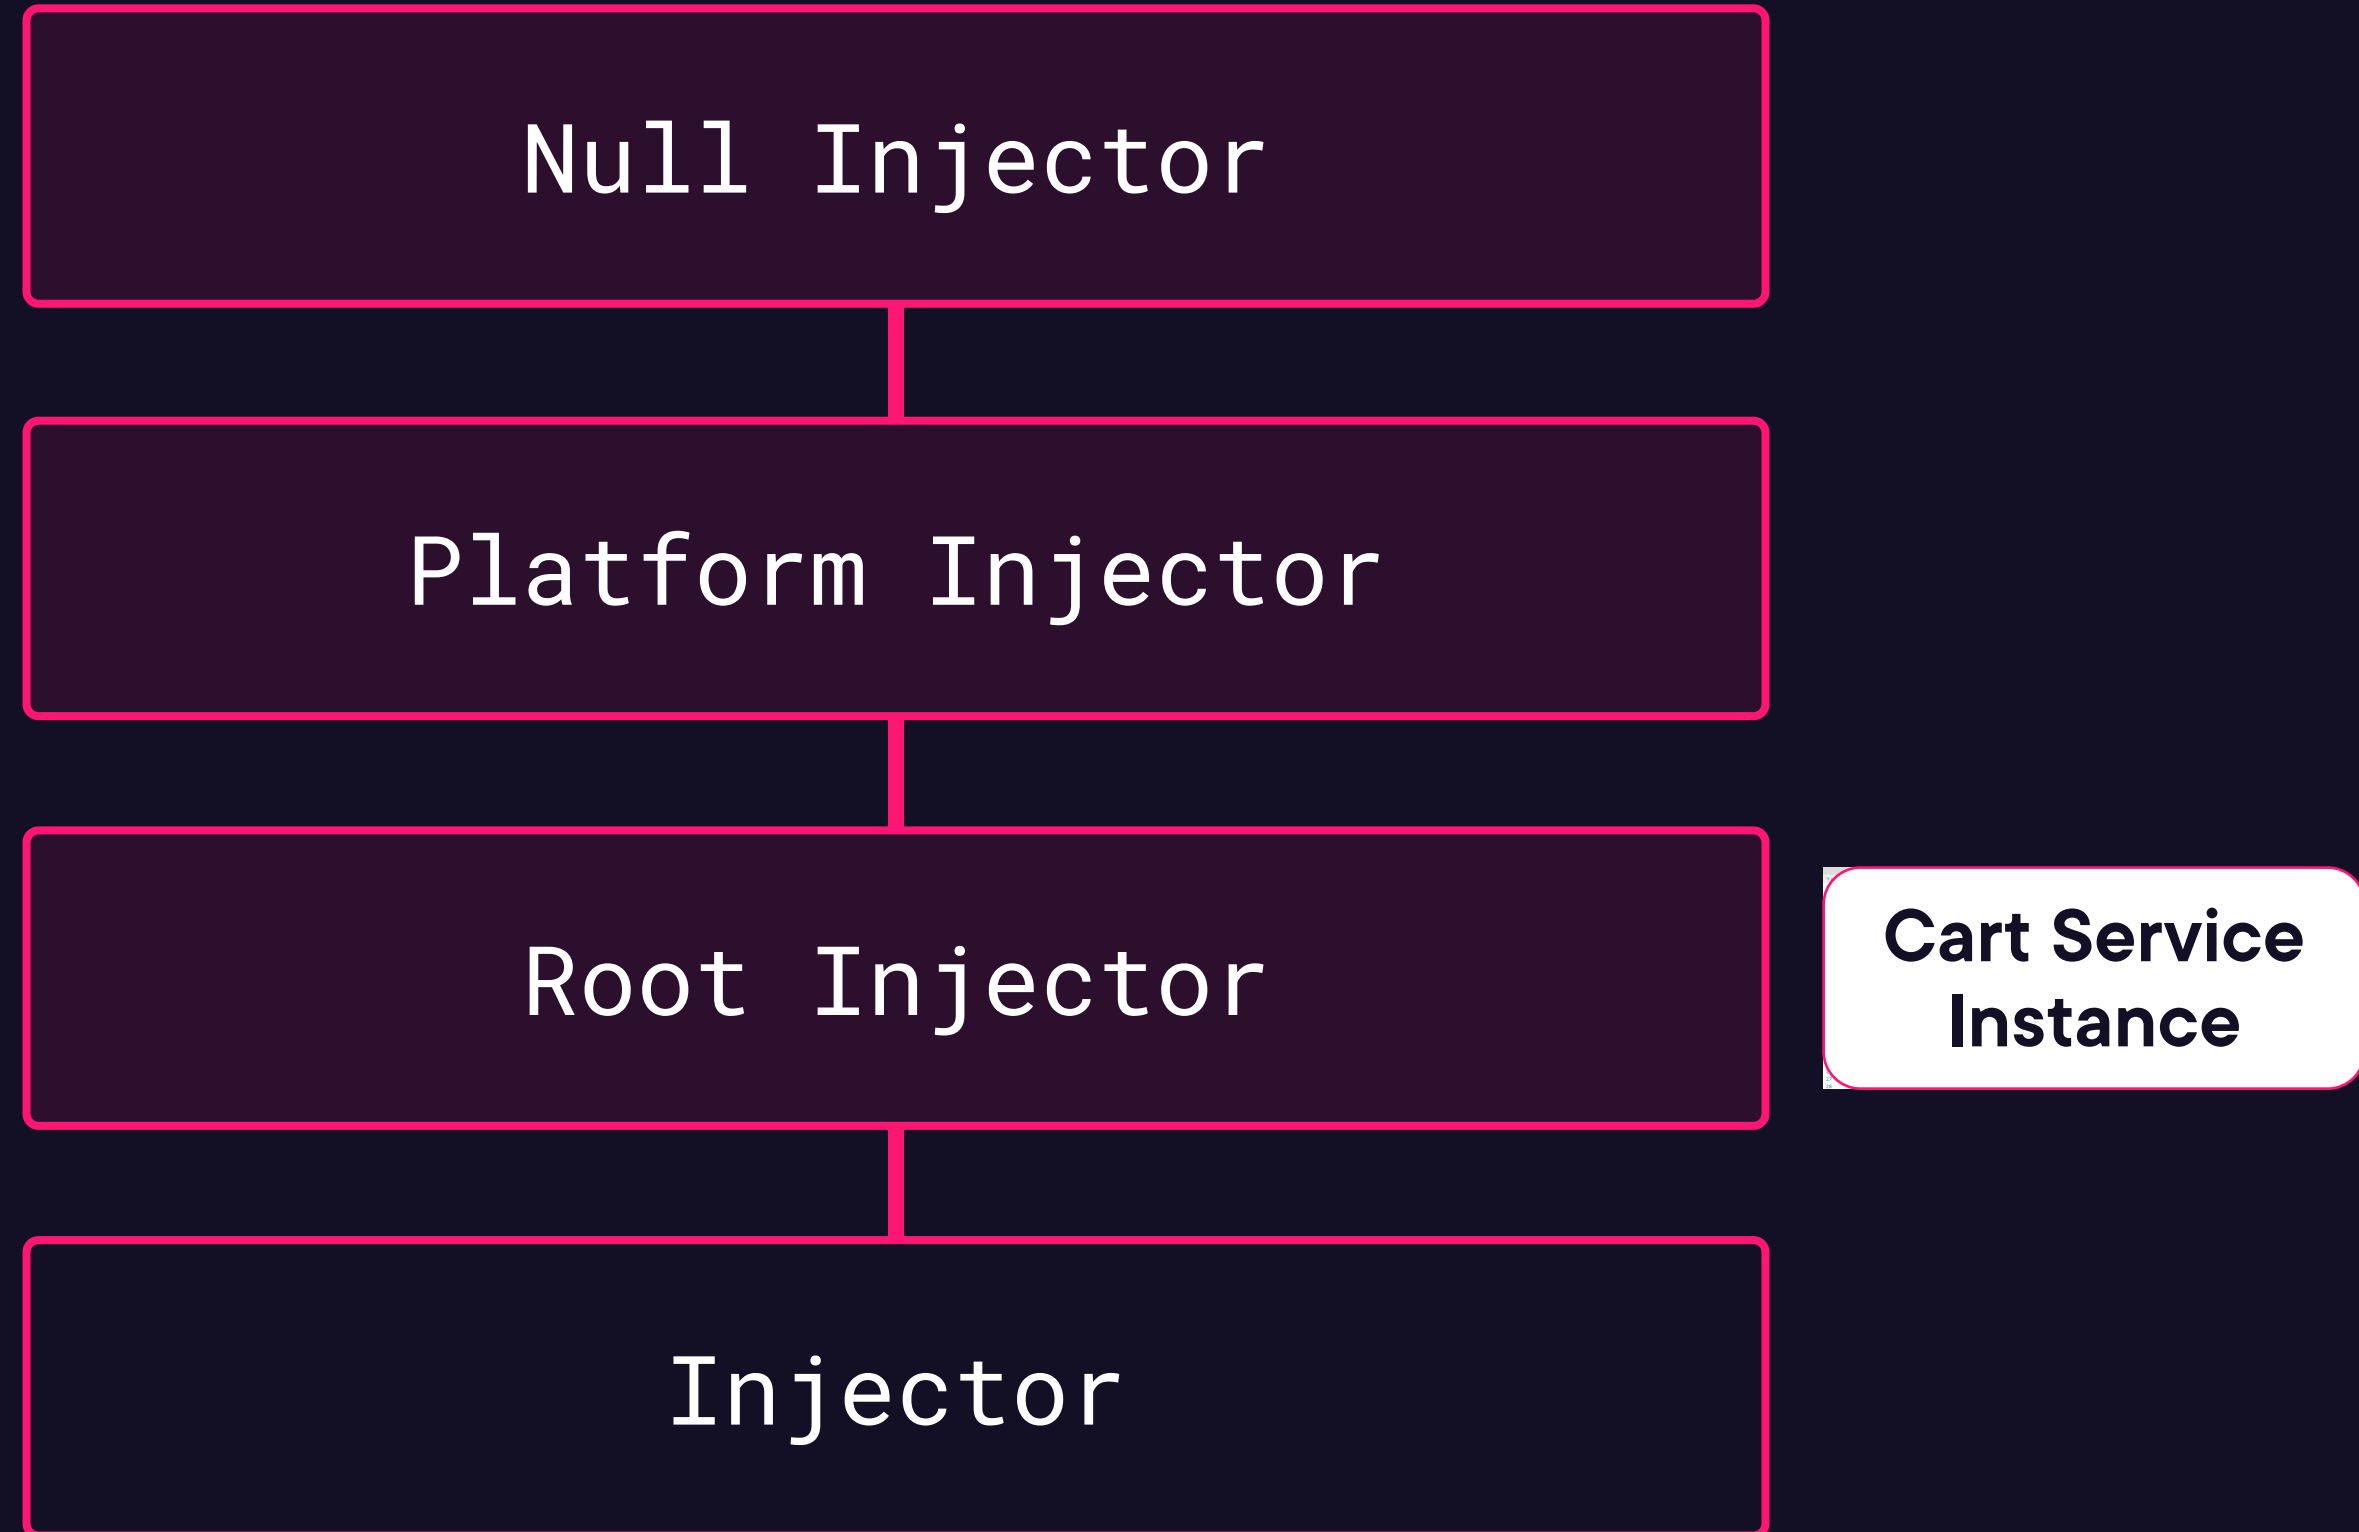 Null Injector
Platform Injector
Root Injector
Cart Service
Instance
Injector